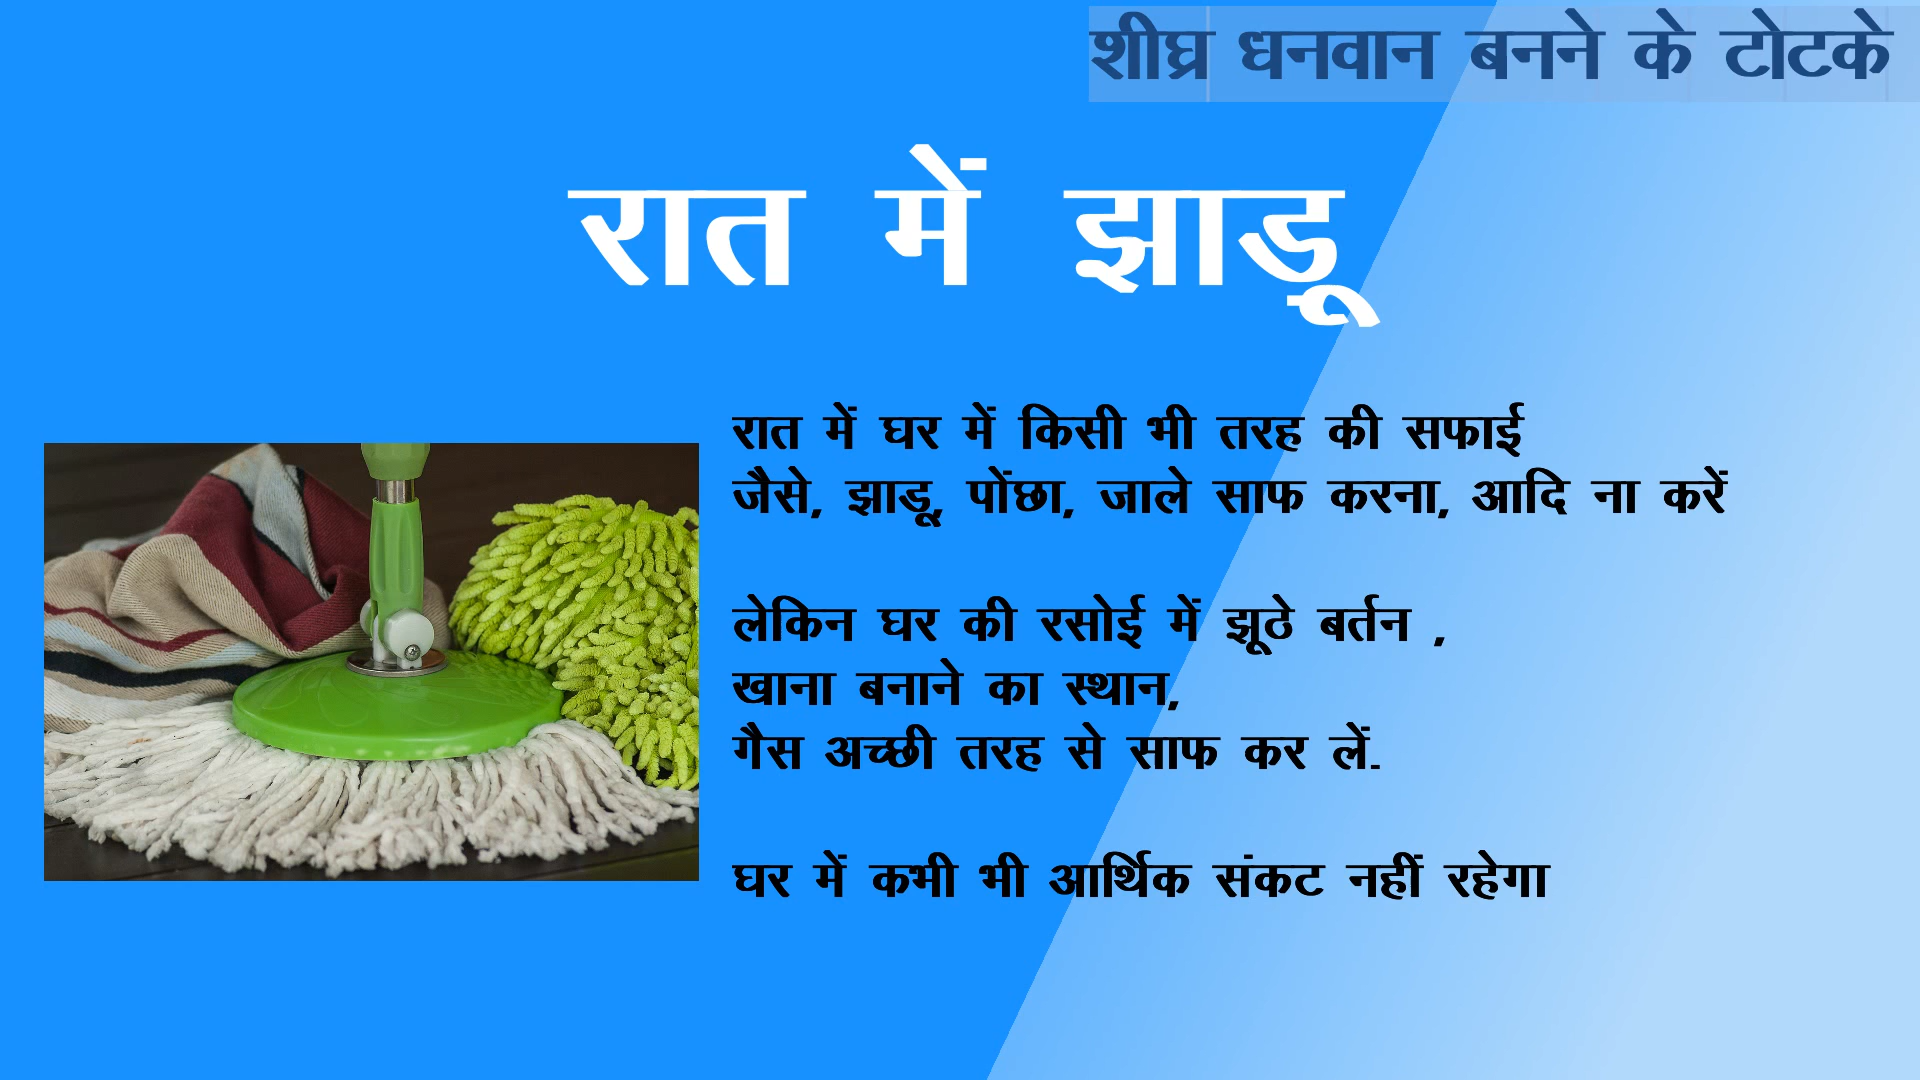 शीघ्र धनवान बनने के टोटके
रात में झाडू
रात में घर में किसी भी तरह की सफाई
जैसे, झाडू, पोंछा, जाले साफ करना, आदि ना करें
लेकिन घर की रसोई में झूठे बर्तन ,
खाना बनाने का स्थान,
गैस अच्छी तरह से साफ कर लें.
घर में कभी भी आर्थिक संकट नहीं रहेगा